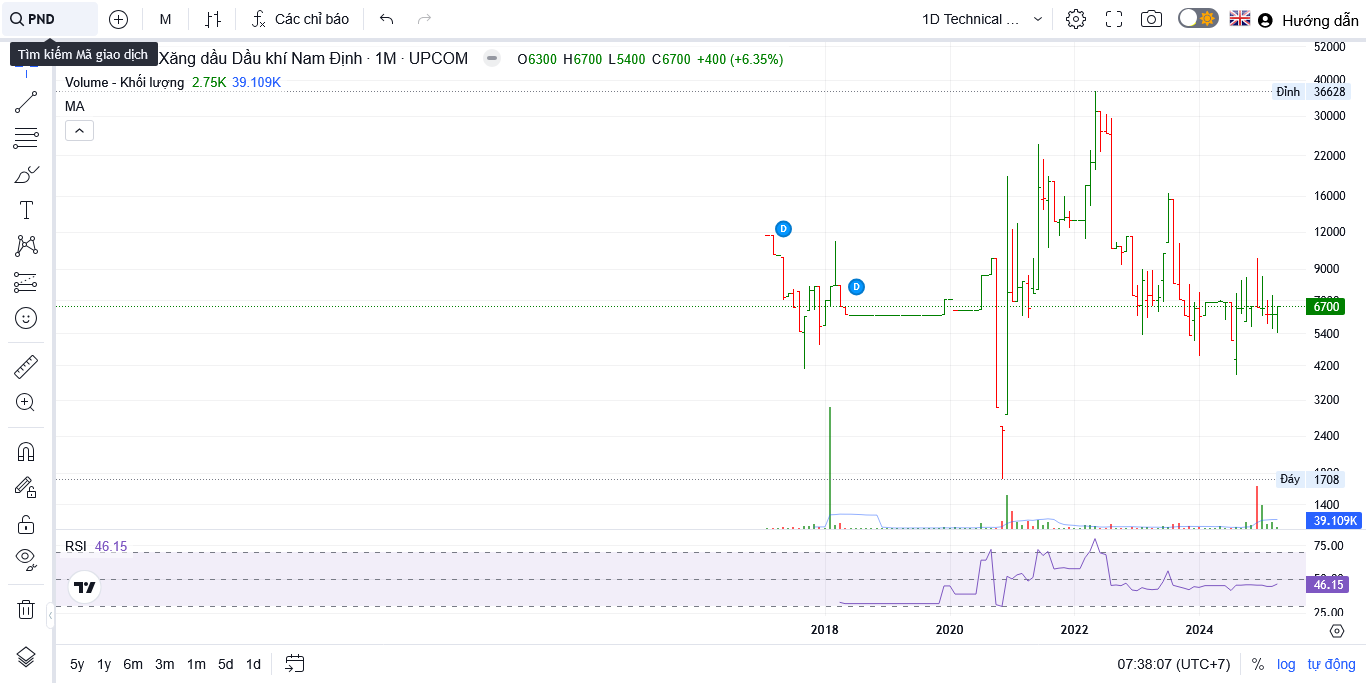 PND
M
Các chỉ báo
1D Technical ...
Hướng dẫn
Tìm kiếm Mã giao dịch
Xăng dầu Dầu khí Nam Định · 1M · UPCOM
O6300 H6700 L5400 C6700 +400 (+6.35%)
Volume - Khối lượng 2.75K 39.109K
MA
52000
40000
Đỉnh 36628
30000
22000
16000
12000
9000
6700
5400
4200
3200
2400
1800
Đáy 1708
1400
39.109K
D
D
RSI 46.15
75.00
50.00
46.15
25.00
2018 2020 2022 2024
5y 1y 6m 3m 1m 5d 1d
07:38:07 (UTC+7) % log tự động